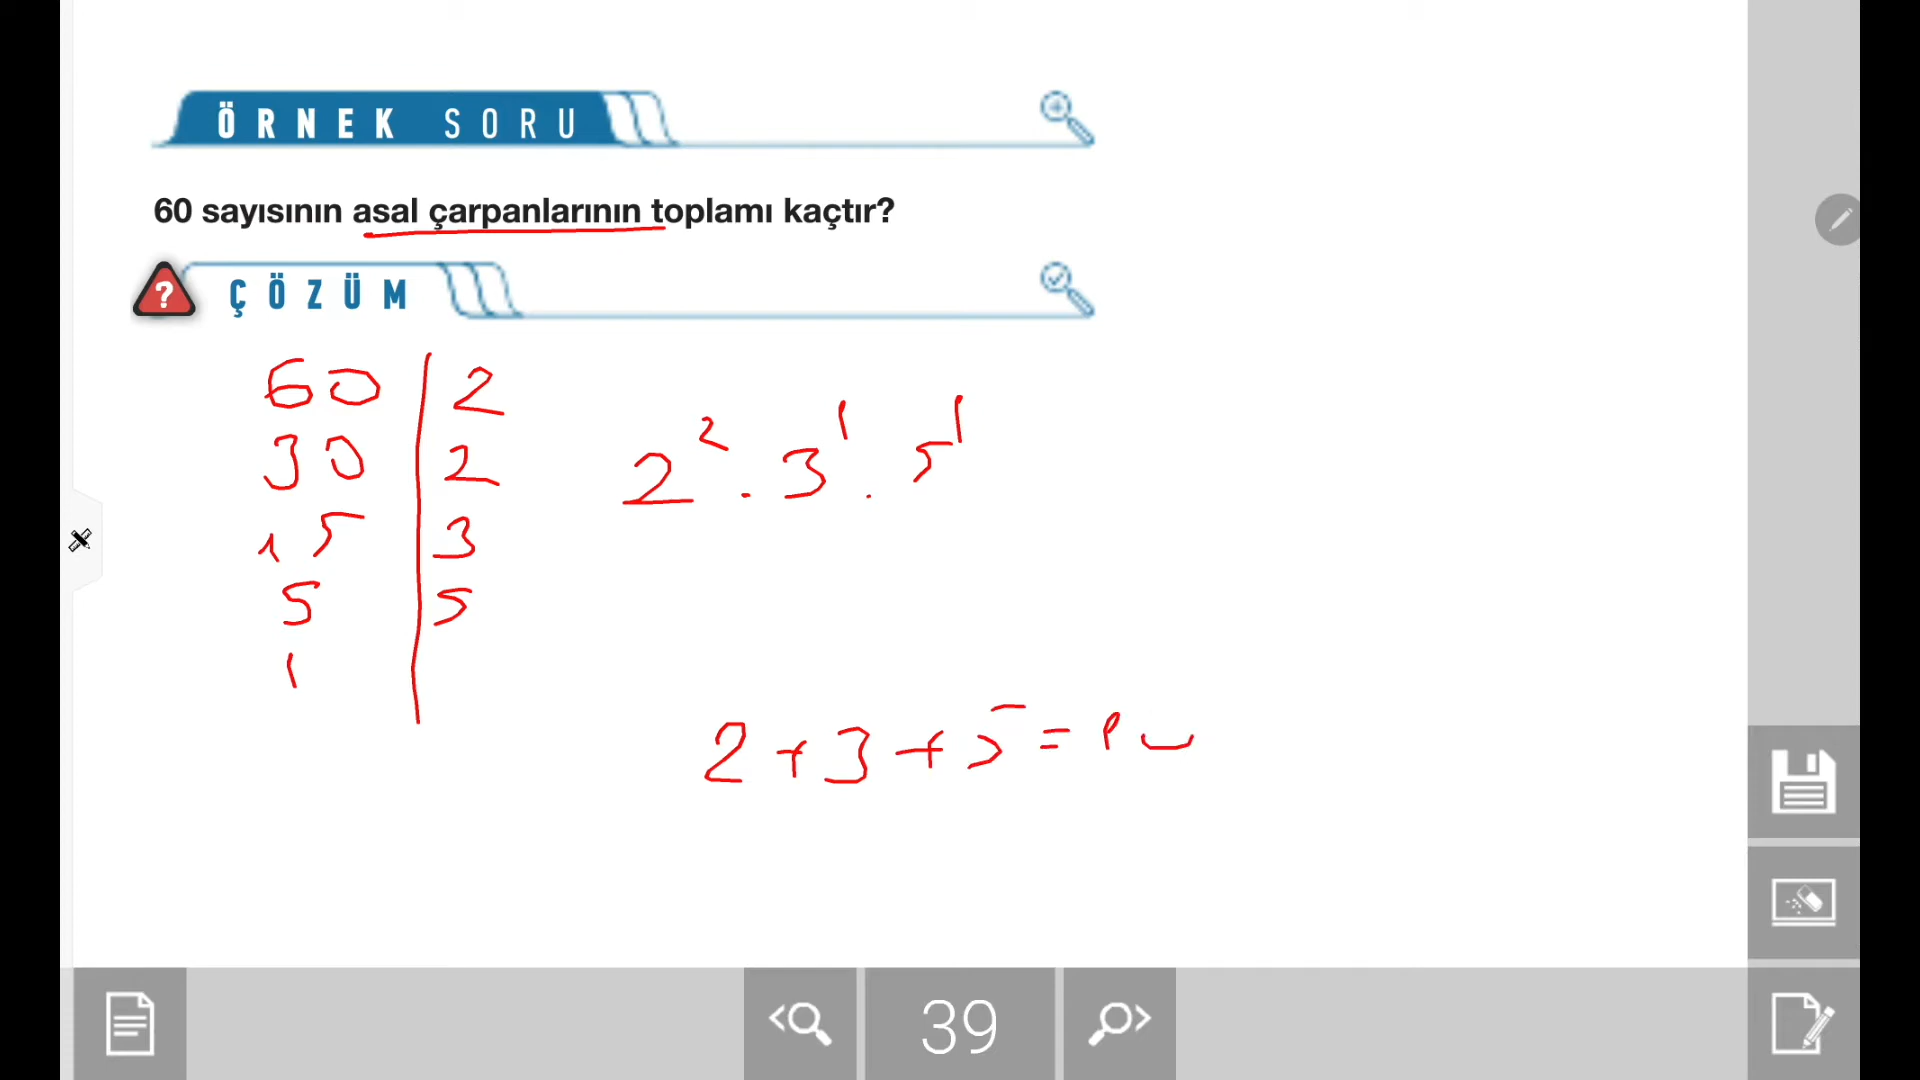 ÖRNEK SORU
60 sayısının asal çarpanlarının toplamı kaçtır?
?
ÇÖZÜM
60 | 2
30 | 2
15 | 3
5 | 5
1
2² . 3¹ . 5¹
2 + 3 + 5 =
39